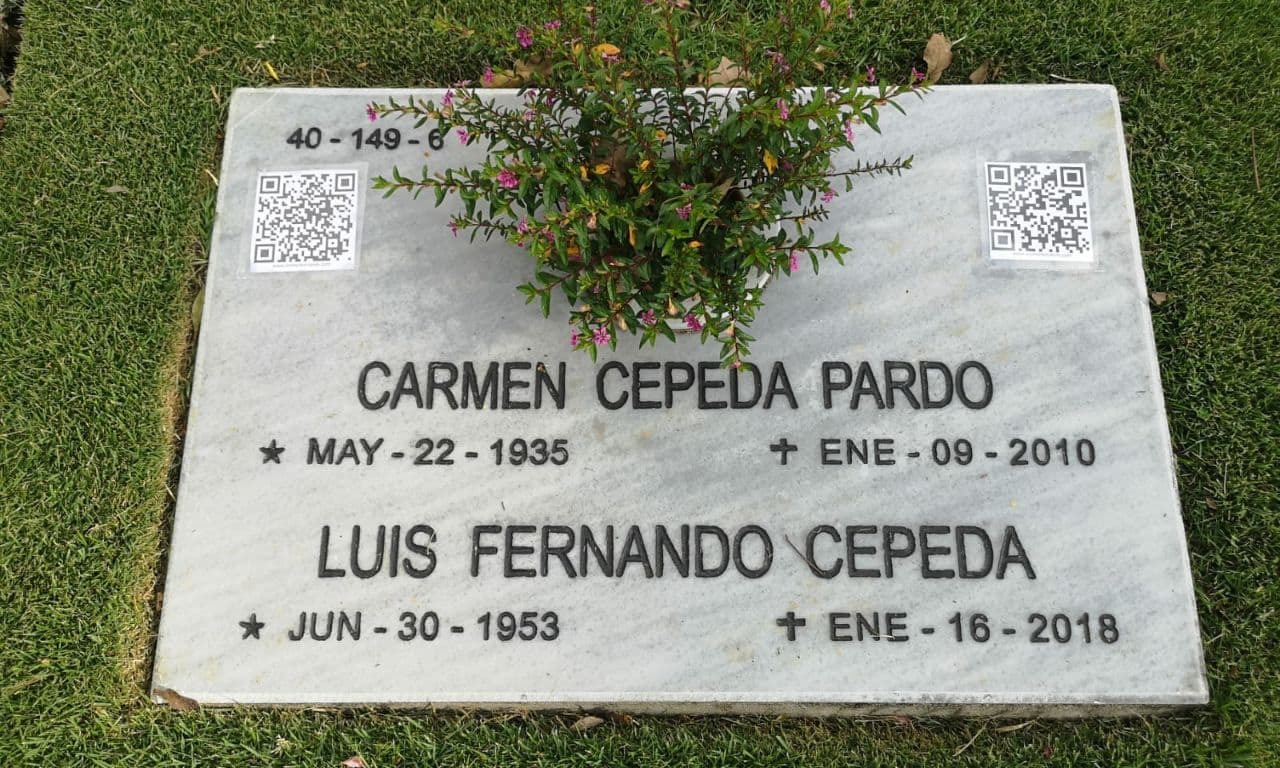 40 - 149 - 6
CARMEN CEPEDA PARDO
★ MAY - 22 - 1935 ✝ ENE - 09 - 2010
LUIS FERNANDO CEPEDA
★ JUN - 30 - 1953 ✝ ENE - 16 - 2018